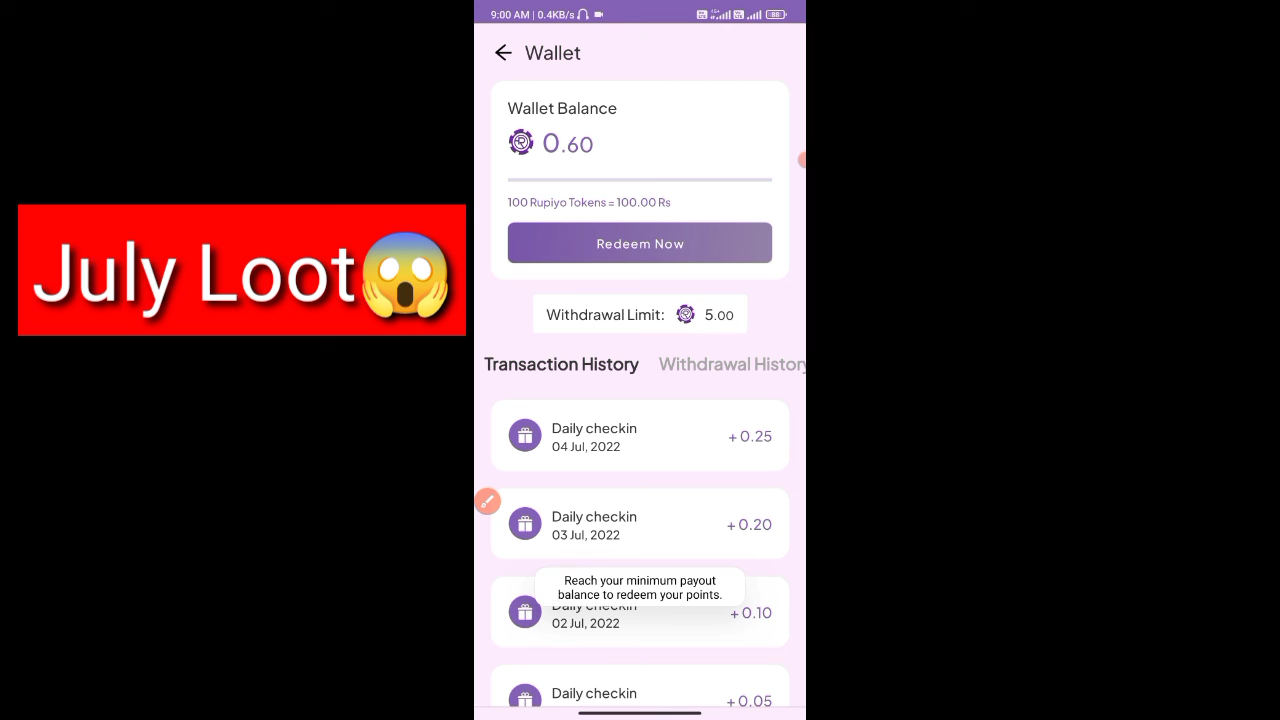 9:00 AM | 0.4KB/s
88
Wallet
Wallet Balance
0.60
100 Rupiyo Tokens = 100.00 Rs
Redeem Now
Withdrawal Limit: 5.00
Transaction History Withdrawal History
Daily checkin
04 Jul, 2022
+ 0.25
Daily checkin
03 Jul, 2022
+ 0.20
Reach your minimum payout
balance to redeem your points.
Daily checkin
02 Jul, 2022
+ 0.10
Daily checkin
+ 0.05
July Loot😱